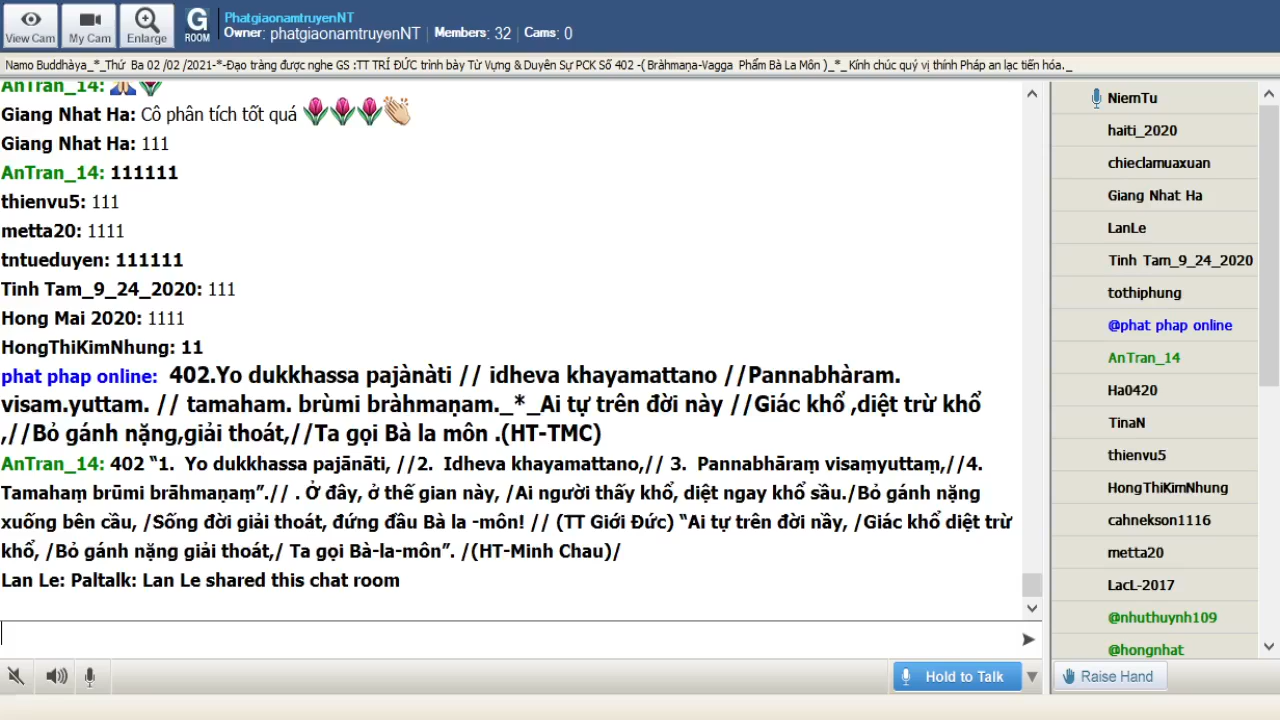 View Cam
My Cam
Enlarge
G
ROOM
PhatgiaonamtruyenNT
Owner: phatgiaonamtruyenNT | Members: 32 | Cams: 0
Namo Buddhàya_*_Thứ Ba 02 /02 /2021-*-Đạo tràng được nghe GS :TT TRÍ ĐỨC trình bày Từ Vựng & Duyên Sự PCK Số 402 -( Bràhmaṇa-Vagga Phẩm Bà La Môn )_*_ Kính chúc quý vị thính Pháp an lạc tiến hóa._
AnTran_14:
Giang Nhat Ha: Cô phân tích tốt quá
Giang Nhat Ha: 111
AnTran_14: 111111
thienvu5: 111
metta20: 1111
tntueduyen: 111111
Tinh Tam_9_24_2020: 111
Hong Mai 2020: 1111
HongThiKimNhung: 11
phat phap online: 402.Yo dukkhassa pajànàti // idheva khayamattano //Pannabhàram.
visam.yuttam. // tamaham. brùmi bràhmaṇam._*_Ai tự trên đời này //Giác khổ ,diệt trừ khổ
,//Bỏ gánh nặng,giải thoát,//Ta gọi Bà la môn .(HT-TMC)
AnTran_14: 402 “1. Yo dukkhassa pajānāti, //2. Idheva khayamattano,// 3. Pannabhāraṃ visaṃyuttaṃ,//4.
Tamahaṃ brūmi brāhmaṇaṃ”.// . Ở đây, ở thế gian này, /Ai người thấy khổ, diệt ngay khổ sầu./Bỏ gánh nặng
xuống bên cầu, /Sống đời giải thoát, đứng đầu Bà la -môn! // (TT Giới Đức) “Ai tự trên đời nầy, /Giác khổ diệt trừ
khổ, /Bỏ gánh nặng giải thoát,/ Ta gọi Bà-la-môn”. /(HT-Minh Chau)/
Lan Le: Paltalk: Lan Le shared this chat room
Hold to Talk
NiemTu
haiti_2020
chieclamuaxuan
Giang Nhat Ha
LanLe
Tinh Tam_9_24_2020
tothiphung
@phat phap online
AnTran_14
Ha0420
TinaN
thienvu5
HongThiKimNhung
cahnekson1116
metta20
LacL-2017
@nhuthuynh109
@hongnhat
Raise Hand